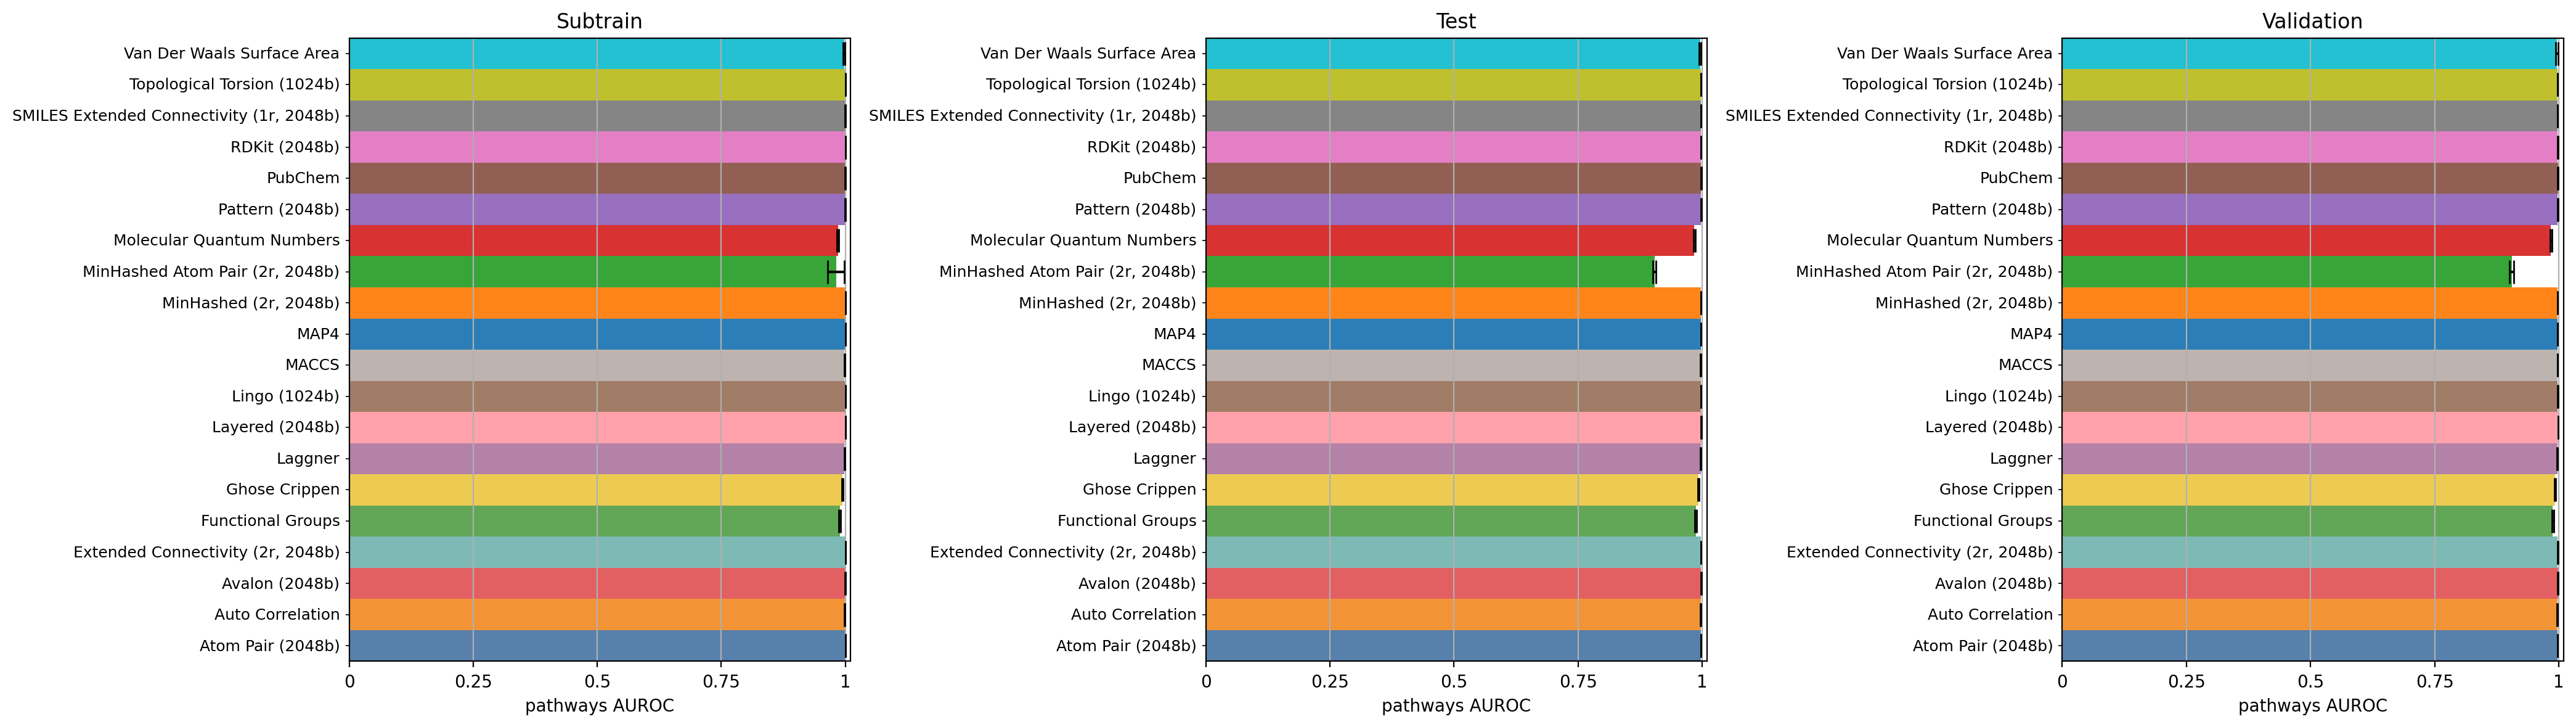 Subtrain
Van Der Waals Surface Area
Topological Torsion (1024b)
SMILES Extended Connectivity (1r, 2048b)
RDKit (2048b)
PubChem
Pattern (2048b)
Molecular Quantum Numbers
MinHashed Atom Pair (2r, 2048b)
MinHashed (2r, 2048b)
MAP4
MACCS
Lingo (1024b)
Layered (2048b)
Laggner
Ghose Crippen
Functional Groups
Extended Connectivity (2r, 2048b)
Avalon (2048b)
Auto Correlation
Atom Pair (2048b)
0 0.25 0.5 0.75 1
pathways AUROC
Test
Van Der Waals Surface Area
Topological Torsion (1024b)
SMILES Extended Connectivity (1r, 2048b)
RDKit (2048b)
PubChem
Pattern (2048b)
Molecular Quantum Numbers
MinHashed Atom Pair (2r, 2048b)
MinHashed (2r, 2048b)
MAP4
MACCS
Lingo (1024b)
Layered (2048b)
Laggner
Ghose Crippen
Functional Groups
Extended Connectivity (2r, 2048b)
Avalon (2048b)
Auto Correlation
Atom Pair (2048b)
0 0.25 0.5 0.75 1
pathways AUROC
Validation
Van Der Waals Surface Area
Topological Torsion (1024b)
SMILES Extended Connectivity (1r, 2048b)
RDKit (2048b)
PubChem
Pattern (2048b)
Molecular Quantum Numbers
MinHashed Atom Pair (2r, 2048b)
MinHashed (2r, 2048b)
MAP4
MACCS
Lingo (1024b)
Layered (2048b)
Laggner
Ghose Crippen
Functional Groups
Extended Connectivity (2r, 2048b)
Avalon (2048b)
Auto Correlation
Atom Pair (2048b)
0 0.25 0.5 0.75 1
pathways AUROC